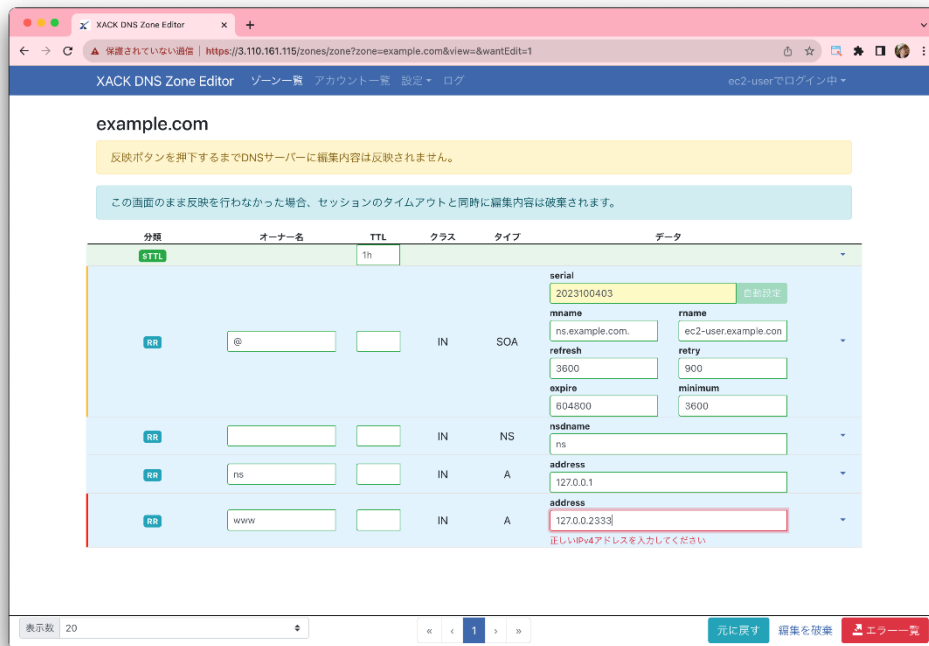 XACK DNS Zone Editor
保護されていない通信 https://3.110.161.115/zones/zone?zone=example.com&view=&wantEdit=1
XACK DNS Zone Editor ゾーン一覧 アカウント一覧 設定 ログ ec2-userでログイン中
example.com
反映ボタンを押下するまでDNSサーバーに編集内容は反映されません。
この画面のまま反映を行わなかった場合、セッションのタイムアウトと同時に編集内容は破棄されます。
分類 オーナー名 TTL クラス タイプ データ
$TTL 1h
serial
2023100403 自動設定
mname rname
RR @ IN SOA ns.example.com. ec2-user.example.con
refresh retry
3600 900
expire minimum
604800 3600
nsdname
RR IN NS ns
address
RR ns IN A 127.0.0.1
address
RR www IN A 127.0.0.2333
正しいIPv4アドレスを入力してください
表示数 20 « ‹ 1 › » 元に戻す 編集を破棄 エラー一覧